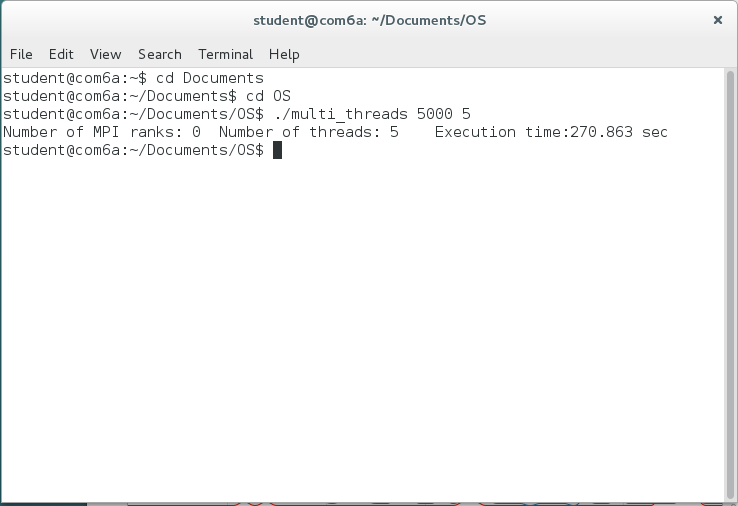 student@com6a: ~/Documents/OS ×
File Edit View Search Terminal Help
student@com6a:~$ cd Documents
student@com6a:~/Documents$ cd OS
student@com6a:~/Documents/OS$ ./multi_threads 5000 5
Number of MPI ranks: 0  Number of threads: 5    Execution time:270.863 sec
student@com6a:~/Documents/OS$